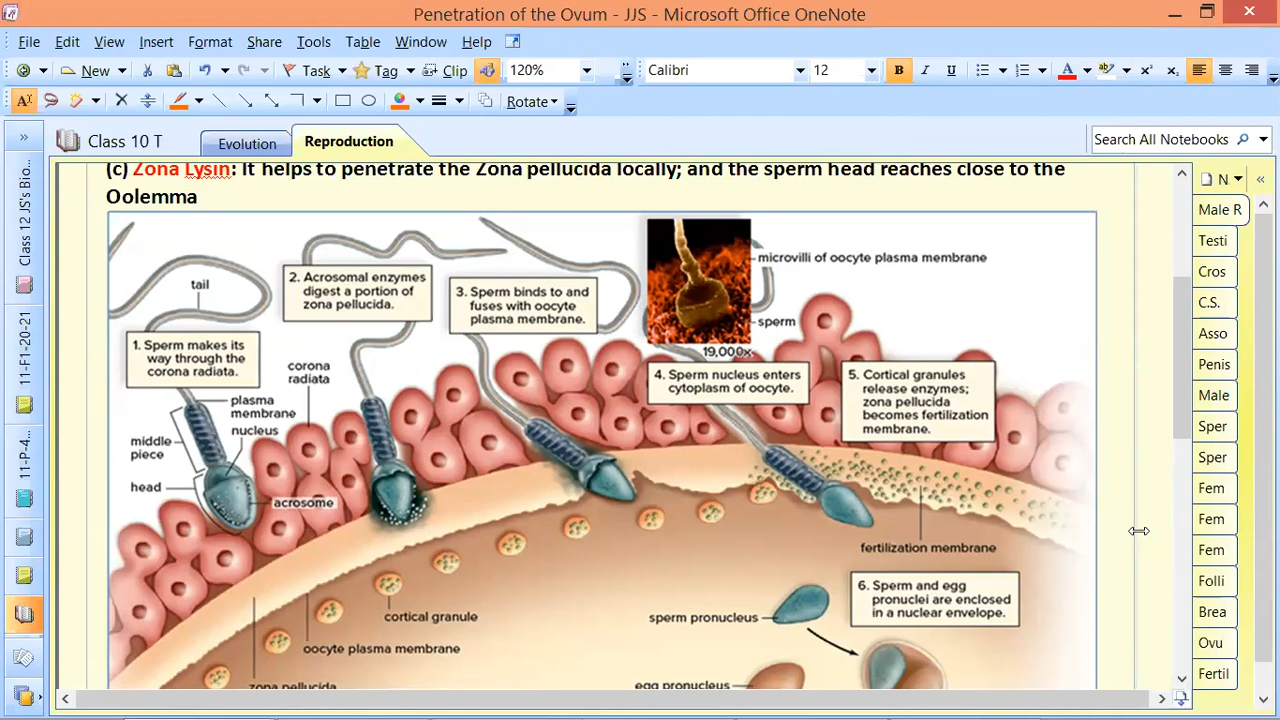 Penetration of the Ovum - JJS - Microsoft Office OneNote
File Edit View Insert Format Share Tools Table Window Help
New Task Tag Clip 120% Calibri 12 B I U
Rotate
Class 10 T Evolution Reproduction Search All Notebooks
N
(c) Zona Lysin: It helps to penetrate the Zona pellucida locally; and the sperm head reaches close to the
Oolemma
tail
1. Sperm makes its
way through the
corona radiata.
2. Acrosomal enzymes
digest a portion of
zona pellucida.
3. Sperm binds to and
fuses with oocyte
plasma membrane.
microvilli of oocyte plasma membrane
sperm
19,000x
4. Sperm nucleus enters
cytoplasm of oocyte.
5. Cortical granules
release enzymes;
zona pellucida
becomes fertilization
membrane.
corona
radiata
plasma
membrane
nucleus
middle
piece
head
acrosome
fertilization membrane
6. Sperm and egg
pronuclei are enclosed
in a nuclear envelope.
sperm pronucleus
cortical granule
oocyte plasma membrane
zona pellucida
egg pronucleus
Class 12 JS's Bio...
11-F1-20-21
11-P-4...
Male R
Testi
Cros
C.S.
Asso
Penis
Male
Sper
Sper
Fem
Fem
Fem
Folli
Brea
Ovu
Fertil